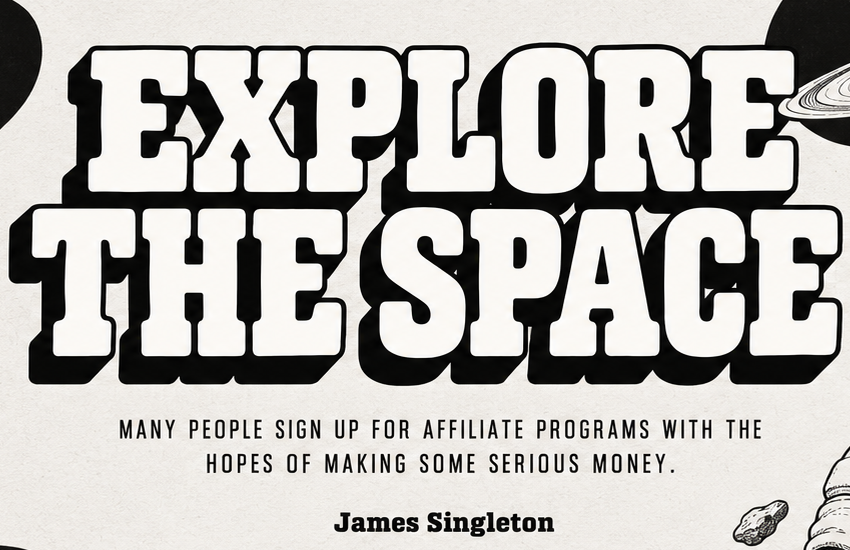 EXPLORE
THE SPACE
MANY PEOPLE SIGN UP FOR AFFILIATE PROGRAMS WITH THE
HOPES OF MAKING SOME SERIOUS MONEY.
James Singleton